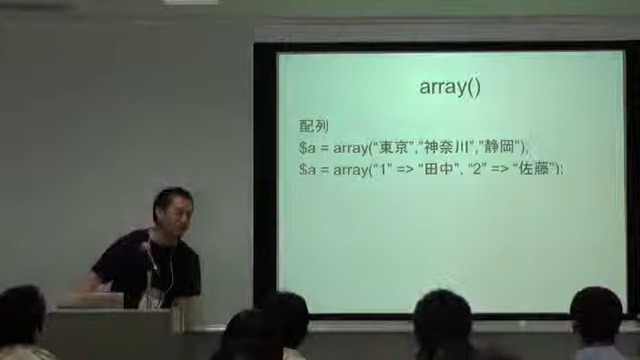 array()
配列
$a = array("東京","神奈川","静岡");
$a = array("1" => "田中", "2" => "佐藤");